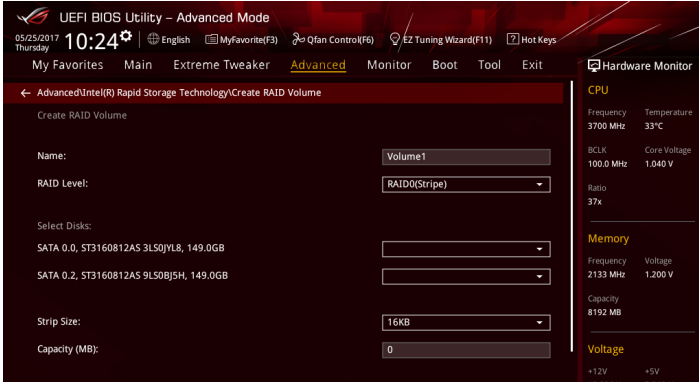 UEFI BIOS Utility – Advanced Mode
05/25/2017 Thursday 10:24 English MyFavorite(F3) Qfan Control(F6) EZ Tuning Wizard(F11) ? Hot Keys
My Favorites Main Extreme Tweaker Advanced Monitor Boot Tool Exit
← Advanced\Intel(R) Rapid Storage Technology\Create RAID Volume
Create RAID Volume
Name: Volume1
RAID Level: RAID0(Stripe)
Select Disks:
SATA 0.0, ST3160812AS 3LS0JYL8, 149.0GB
SATA 0.2, ST3160812AS 9LS0BJ5H, 149.0GB
Strip Size: 16KB
Capacity (MB): 0
Hardware Monitor
CPU
Frequency Temperature
3700 MHz 33°C
BCLK Core Voltage
100.0 MHz 1.040 V
Ratio
37x
Memory
Frequency Voltage
2133 MHz 1.200 V
Capacity
8192 MB
Voltage
+12V +5V